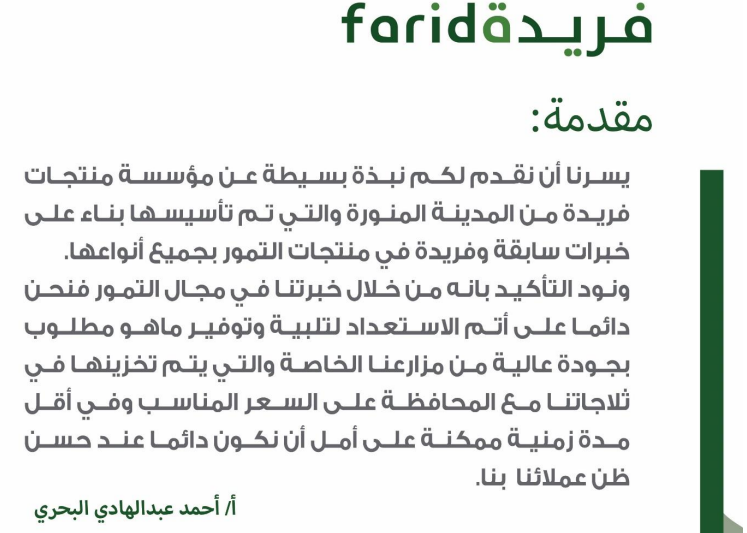 faridةفريدة
مقدمة:
يسرنا أن نقدم لكم نبذة بسيطة عن مؤسسة منتجات
فريدة من المدينة المنورة والتي تم تأسيسها بناء على
خبرات سابقة وفريدة في منتجات التمور بجميع أنواعها.
ونود التأكيد بانه من خلال خبرتنا في مجال التمور فنحن
دائما على أتم الاستعداد لتلبية وتوفير ماهو مطلوب
بجودة عالية من مزارعنا الخاصة والتي يتم تخزينها في
ثلاجاتنا مع المحافظة على السعر المناسب وفي أقل
مدة زمنية ممكنة على أمل أن نكون دائما عند حسن
ظن عملائنا بنا.
أ/ أحمد عبدالهادي البحري